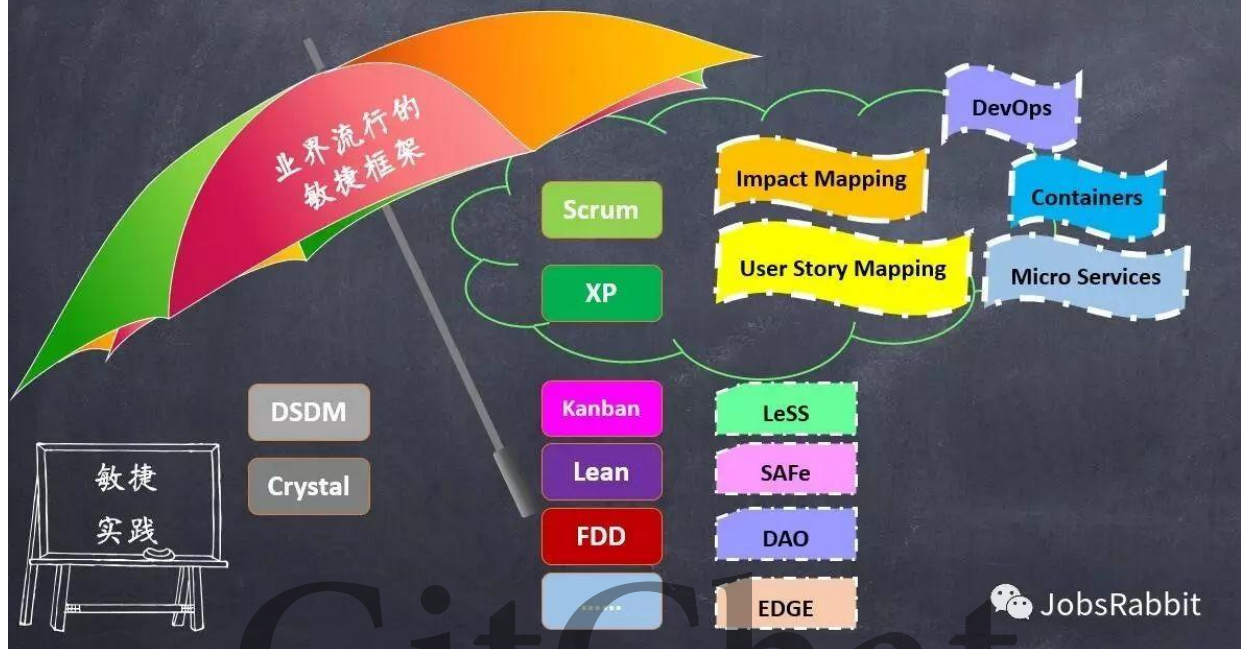 业界流行的
敏捷框架
DevOps
Impact Mapping
Containers
Scrum
User Story Mapping
Micro Services
XP
DSDM
Kanban
LeSS
Crystal
Lean
SAFe
敏捷
实践
FDD
DAO
......
EDGE
JobsRabbit
GitChat